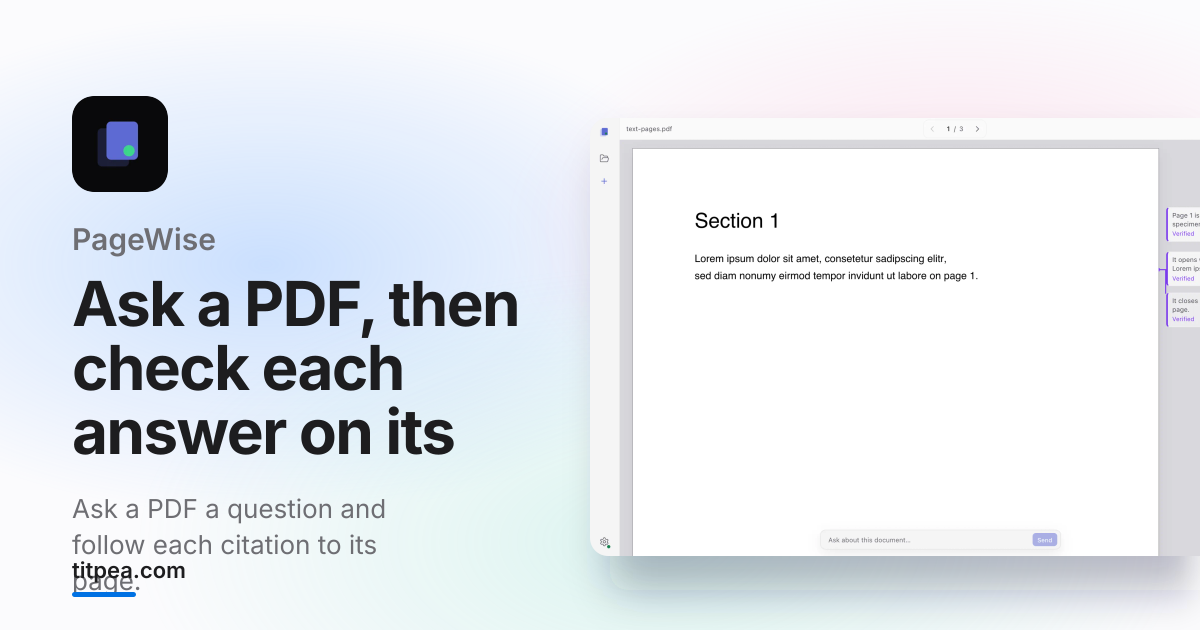 PageWise
Ask a PDF, then
check each
answer on its
Ask a PDF a question and
follow each citation to its
page.
titpea.com
text-pages.pdf
1 / 3
Section 1
Lorem ipsum dolor sit amet, consetetur sadipscing elitr,
sed diam nonumy eirmod tempor invidunt ut labore on page 1.
Page 1 is
Verified
It opens
Lorem
Verified
It closes
page.
Verified
Ask about this document...
Send